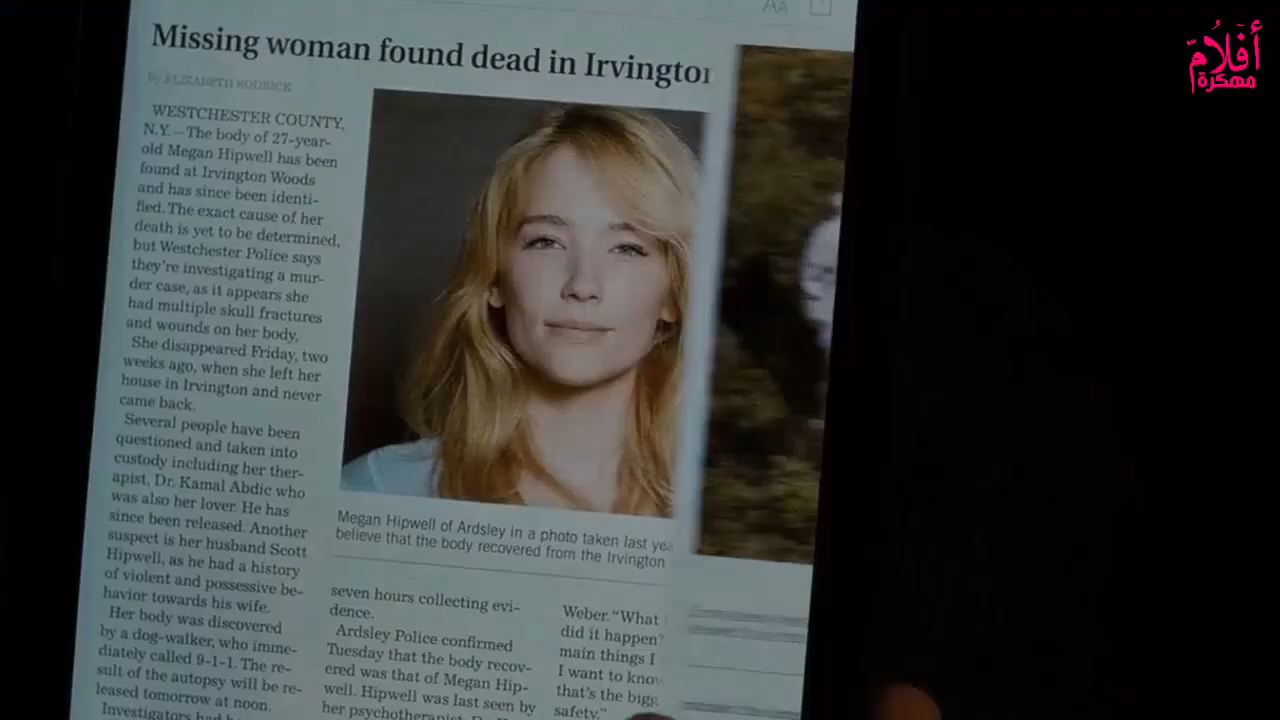 أفلام
مهكرة
AA
Missing woman found dead in Irvington
By ELIZABETH RODRICK
WESTCHESTER COUNTY,
N.Y. – The body of 27-year-
old Megan Hipwell has been
found at Irvington Woods
and has since been identi-
fied. The exact cause of her
death is yet to be determined,
but Westchester Police says
they're investigating a mur-
der case, as it appears she
had multiple skull fractures
and wounds on her body,
She disappeared Friday, two
weeks ago, when she left her
house in Irvington and never
came back.
Several people have been
questioned and taken into
custody including her ther-
apist, Dr. Kamal Abdic who
was also her lover. He has
since been released. Another
suspect is her husband Scott
Hipwell, as he had a history
of violent and possessive be-
havior towards his wife.
Her body was discovered
by a dog-walker, who imme-
diately called 9-1-1. The re-
sult of the autopsy will be re-
leased tomorrow at noon.
Investigators had
Megan Hipwell of Ardsley in a photo taken last yea
believe that the body recovered from the Irvington
seven hours collecting evi-
dence.
Ardsley Police confirmed
Tuesday that the body recov-
ered was that of Megan Hip-
well. Hipwell was last seen by
her psychotherapist,
Weber. "What
did it happen?
main things I
I want to know
that's the bigg
safety."